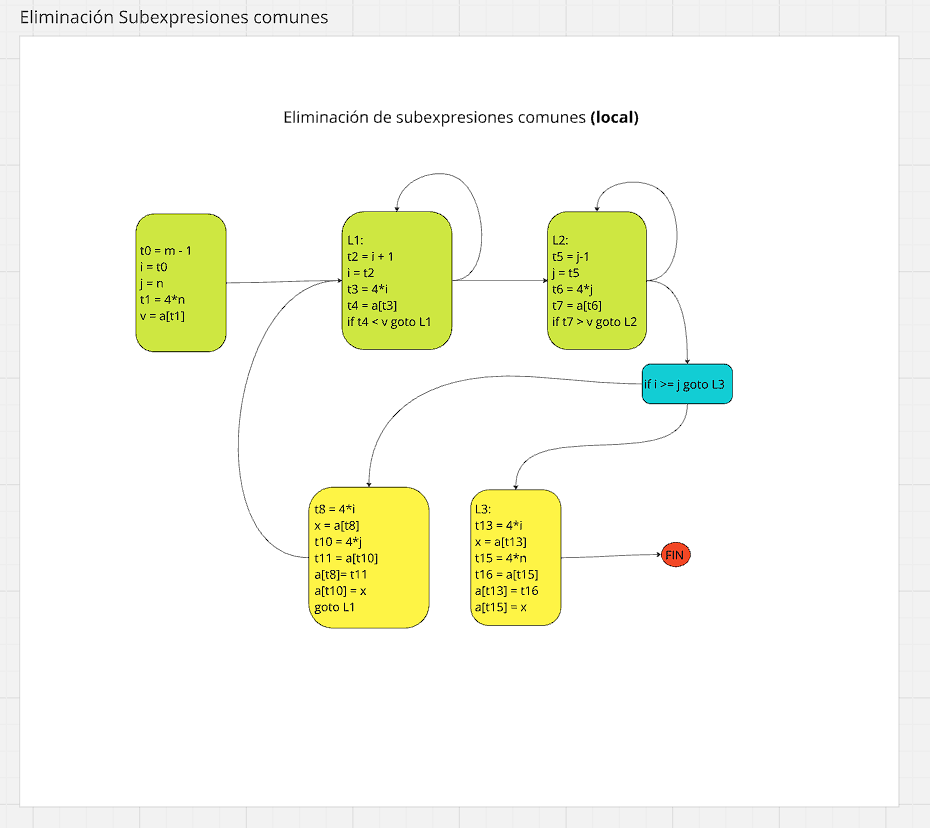 Eliminación Subexpresiones comunes
Eliminación de subexpresiones comunes (local)
t0 = m - 1
i = t0
j = n
t1 = 4*n
v = a[t1]
L1:
t2 = i + 1
i = t2
t3 = 4*i
t4 = a[t3]
if t4 < v goto L1
L2:
t5 = j-1
j = t5
t6 = 4*j
t7 = a[t6]
if t7 > v goto L2
if i >= j goto L3
t8 = 4*i
x = a[t8]
t10 = 4*j
t11 = a[t10]
a[t8]= t11
a[t10] = x
goto L1
L3:
t13 = 4*i
x = a[t13]
t15 = 4*n
t16 = a[t15]
a[t13] = t16
a[t15] = x
FIN